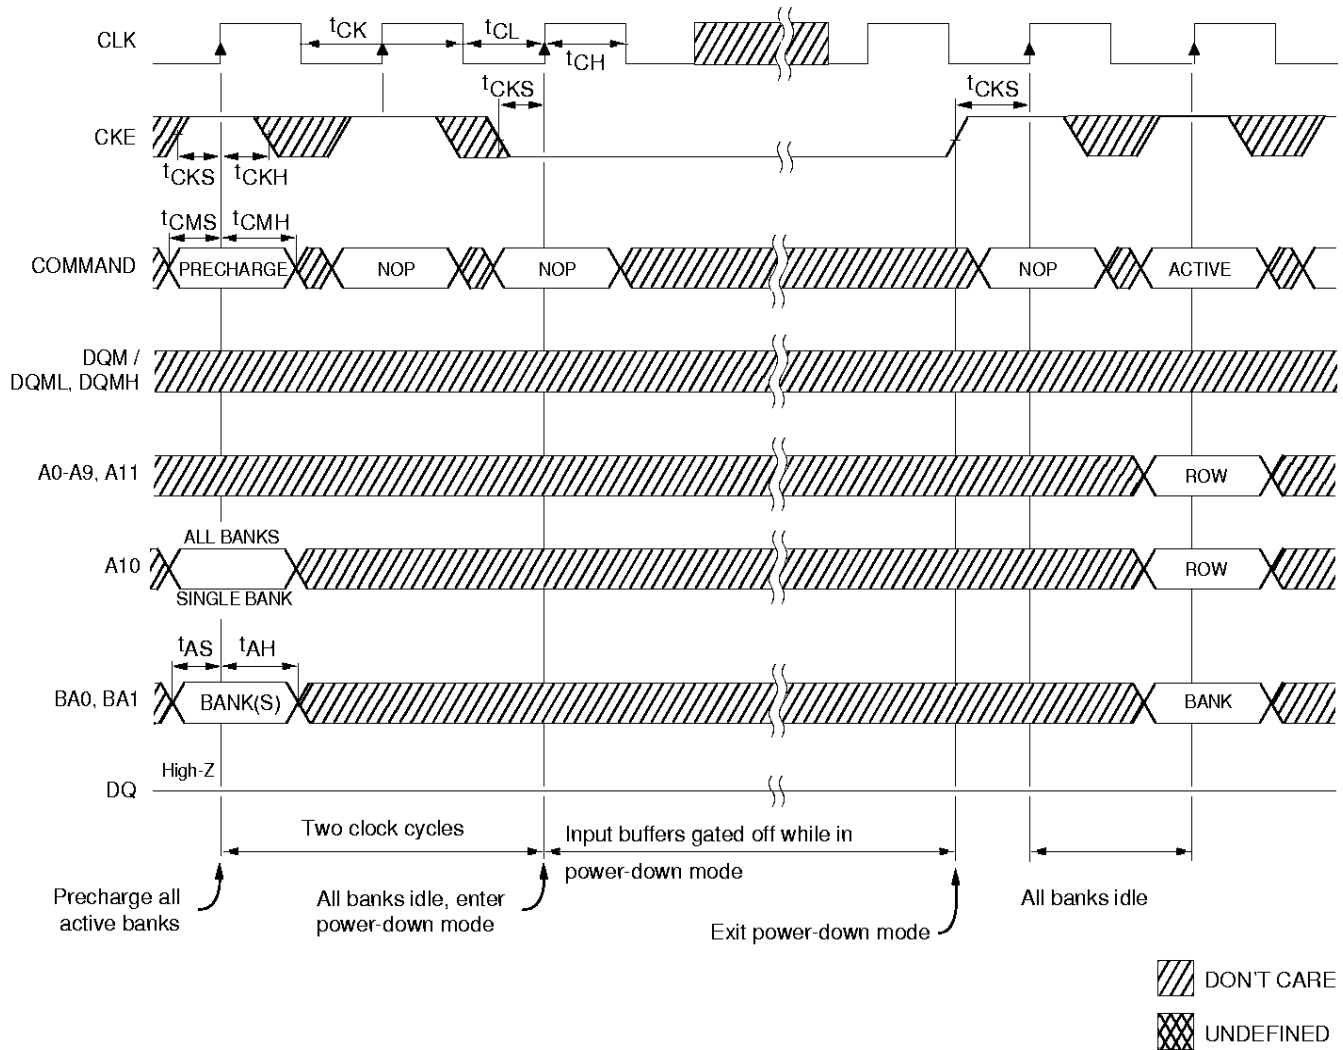 CLK
tCK
tCL
tCH
tCKS
tCKS
CKE
tCKS
tCKH
tCMS
tCMH
COMMAND
PRECHARGE
NOP
NOP
NOP
ACTIVE
DQM /
DQML, DQMH
A0-A9, A11
ROW
ALL BANKS
A10
ROW
SINGLE BANK
tAS
tAH
BA0, BA1
BANK(S)
BANK
High-Z
DQ
Two clock cycles
Input buffers gated off while in
power-down mode
Precharge all
active banks
All banks idle, enter
power-down mode
Exit power-down mode
All banks idle
DON'T CARE
UNDEFINED